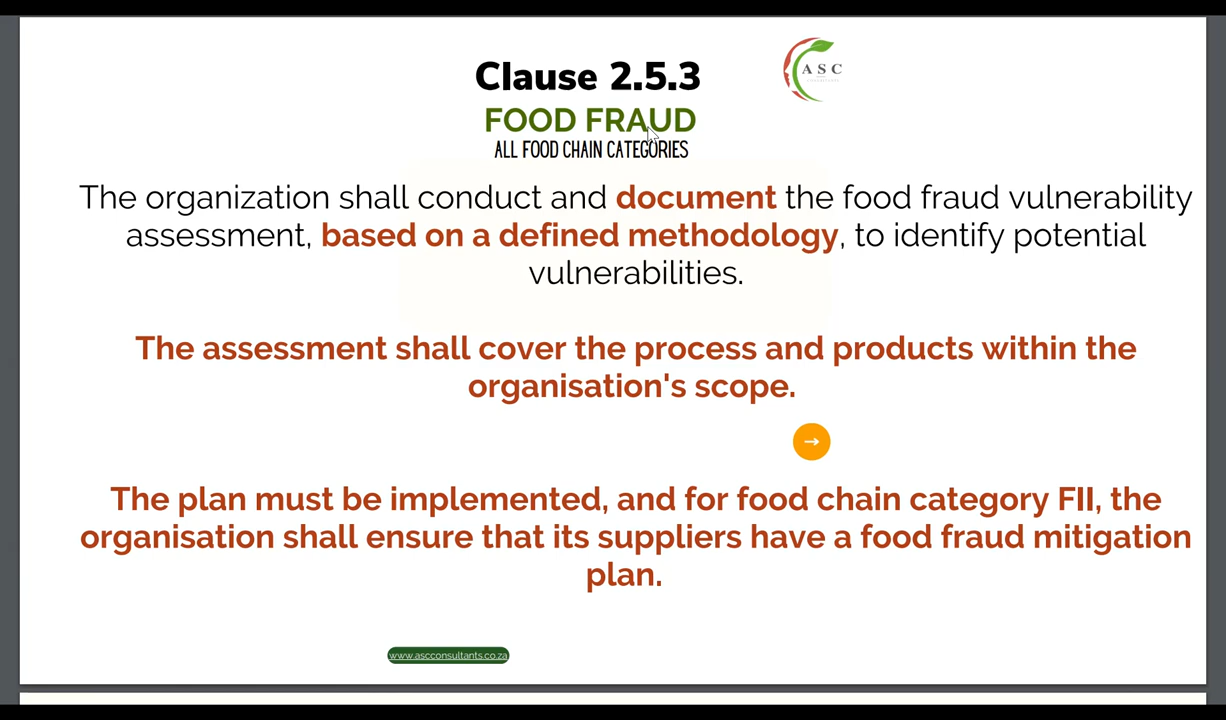 Clause 2.5.3
ASC
FOOD FRAUD
ALL FOOD CHAIN CATEGORIES
The organization shall conduct and document the food fraud vulnerability
assessment, based on a defined methodology, to identify potential
vulnerabilities.
The assessment shall cover the process and products within the
organisation's scope.
→
The plan must be implemented, and for food chain category FII, the
organisation shall ensure that its suppliers have a food fraud mitigation
plan.
www.ascconsultants.co.za